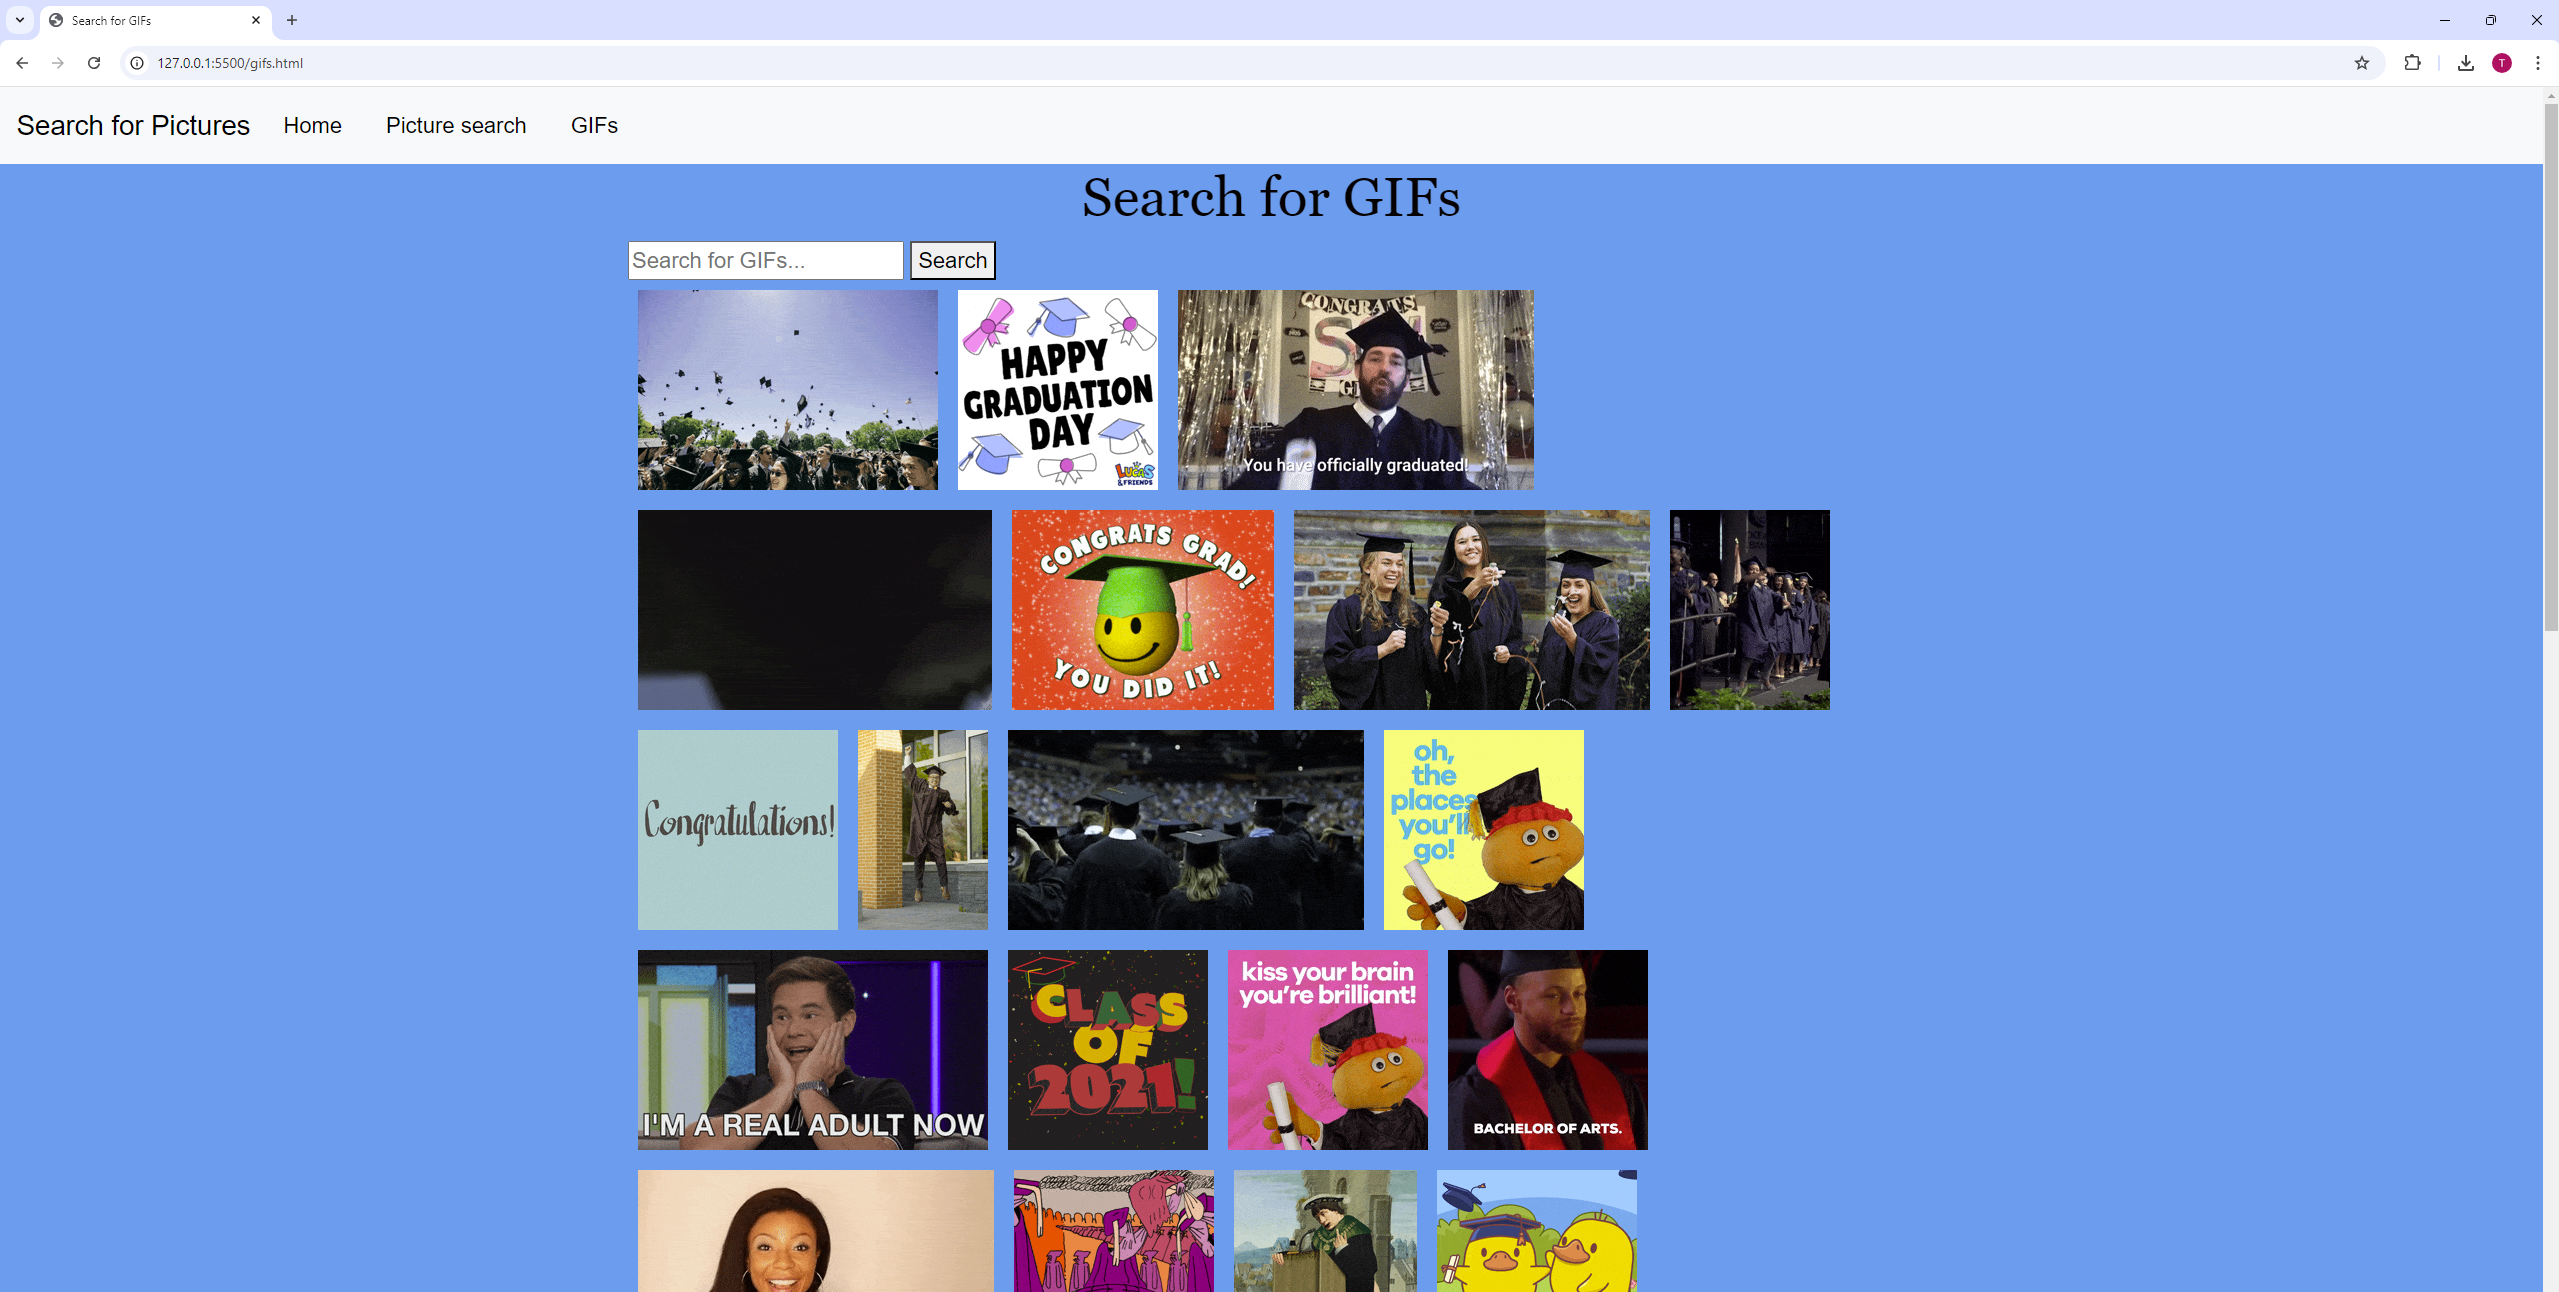 Search for GIFs
127.0.0.1:5500/gifs.html
T
Search for Pictures
Home
Picture search
GIFs
Search for GIFs
Search for GIFs...
Search
HAPPY
GRADUATION
DAY
LUCAS
& FRIENDS
CONGRATS
You have officially graduated!
CONGRATS GRAD!
YOU DID IT!
Congratulations!
oh,
the
places
you'll
go!
I'M A REAL ADULT NOW
CLASS
OF
2021!
kiss your brain
you're brilliant!
BACHELOR OF ARTS.